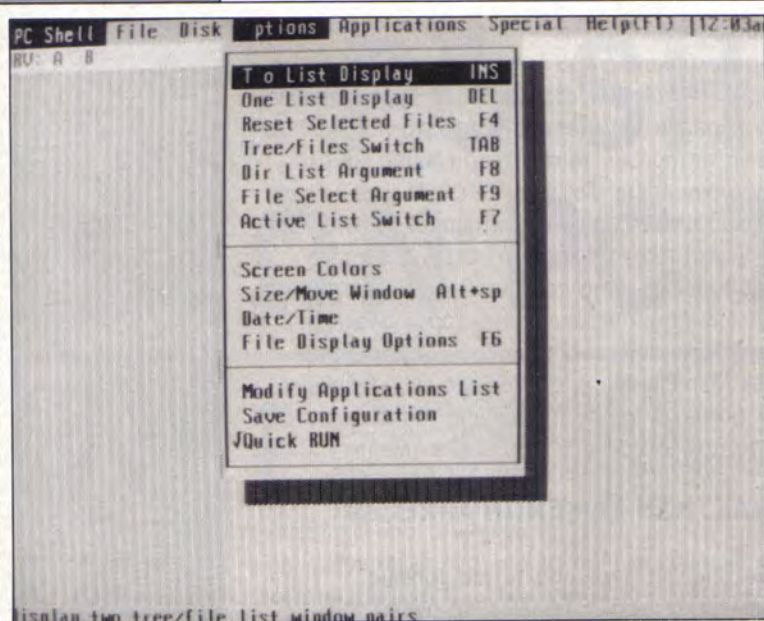 PC Shell File Disk ptions Applications Special Help(F1) |12:03a
RV: A B
T o List Display INS
One List Display DEL
Reset Selected Files F4
Tree/Files Switch TAB
Dir List Argument F8
File Select Argument F9
Active List Switch F7
Screen Colors
Size/Move Window Alt+sp
Date/Time
File Display Options F6
Modify Applications List
Save Configuration
√Quick RUN
isplay two tree/file list window pairs